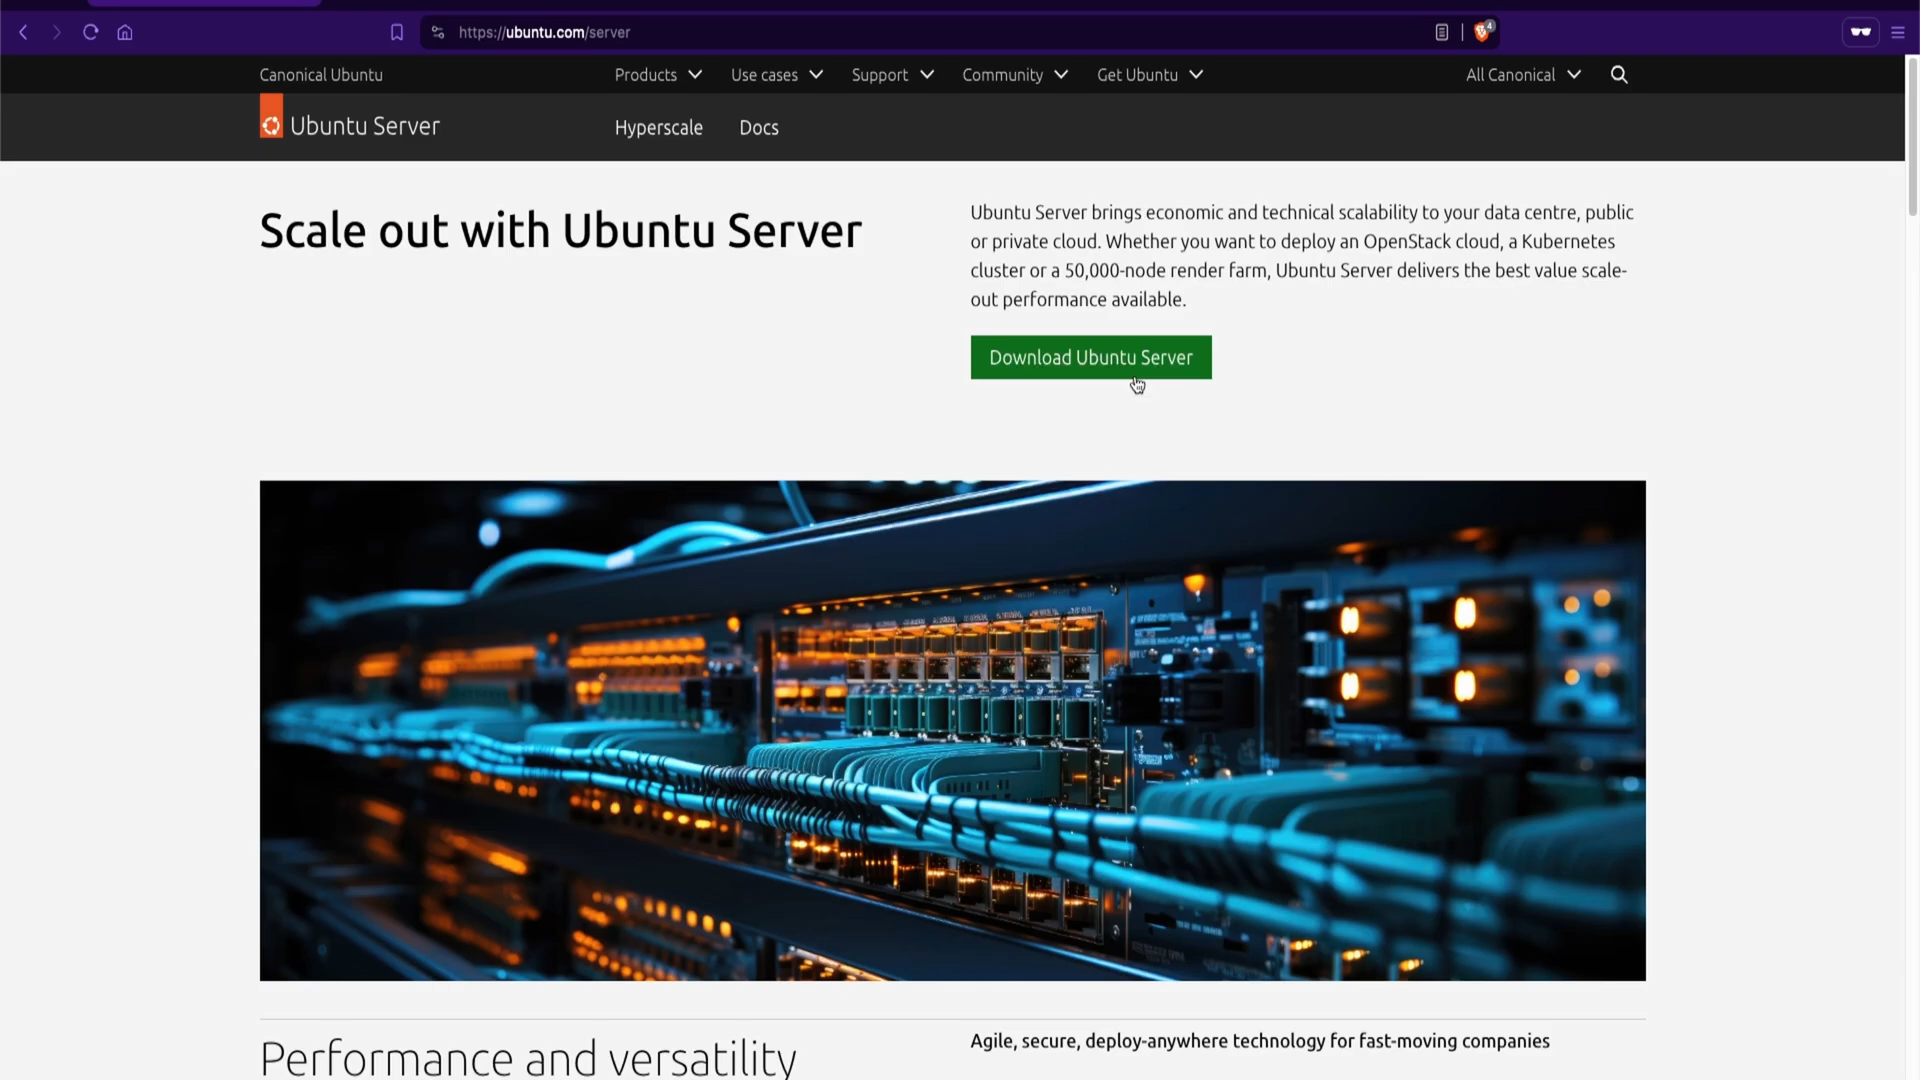 https://ubuntu.com/server
4
Canonical Ubuntu
Products
Use cases
Support
Community
Get Ubuntu
All Canonical
Ubuntu Server
Hyperscale
Docs
Scale out with Ubuntu Server
Ubuntu Server brings economic and technical scalability to your data centre, public
or private cloud. Whether you want to deploy an OpenStack cloud, a Kubernetes
cluster or a 50,000-node render farm, Ubuntu Server delivers the best value scale-
out performance available.
Download Ubuntu Server
Performance and versatility
Agile, secure, deploy-anywhere technology for fast-moving companies